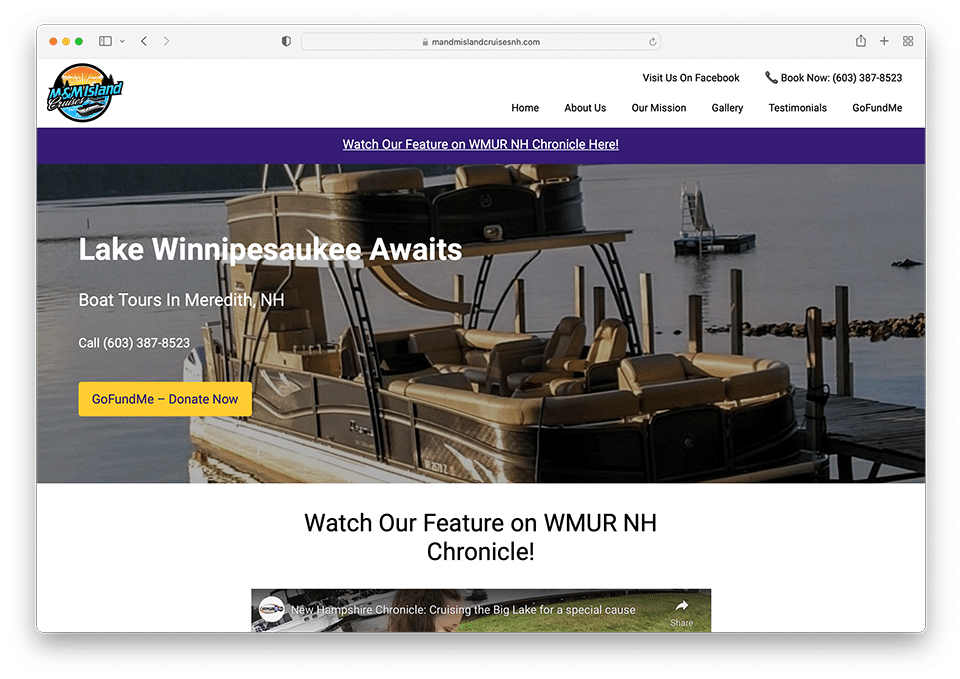 mandmislandcruisesnh.com
M&M Island
Cruises
Visit Us On Facebook
Book Now: (603) 387-8523
Home About Us Our Mission Gallery Testimonials GoFundMe
Watch Our Feature on WMUR NH Chronicle Here!
Lake Winnipesaukee Awaits
Boat Tours In Meredith, NH
Call (603) 387-8523
GoFundMe – Donate Now
Watch Our Feature on WMUR NH
Chronicle!
New Hampshire Chronicle: Cruising the Big Lake for a special cause
Share